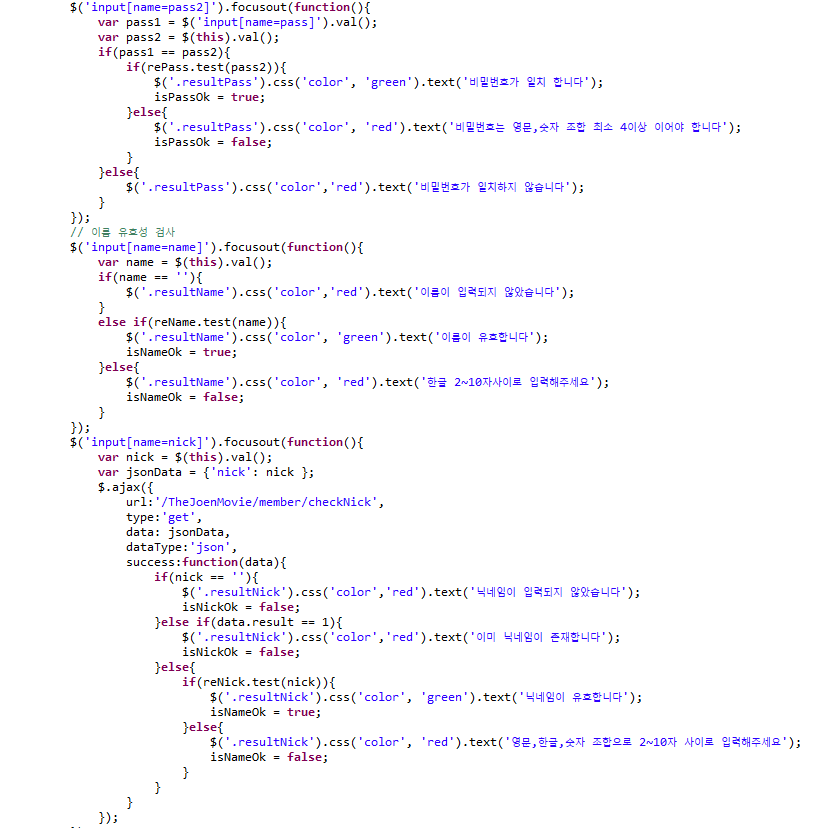 $('input[name=pass2]').focusout(function(){
var pass1 = $('input[name=pass]').val();
var pass2 = $(this).val();
if(pass1 == pass2){
if(rePass.test(pass2)){
$('.resultPass').css('color', 'green').text('비밀번호가 일치 합니다');
isPassOk = true;
}else{
$('.resultPass').css('color', 'red').text('비밀번호는 영문,숫자 조합 최소 4이상 이어야 합니다');
isPassOk = false;
}
}else{
$('.resultPass').css('color','red').text('비밀번호가 일치하지 않습니다');
}
});
// 이름 유효성 검사
$('input[name=name]').focusout(function(){
var name = $(this).val();
if(name == ''){
$('.resultName').css('color','red').text('이름이 입력되지 않았습니다');
}
else if(reName.test(name)){
$('.resultName').css('color', 'green').text('이름이 유효합니다');
isNameOk = true;
}else{
$('.resultName').css('color', 'red').text('한글 2~10자사이로 입력해주세요');
isNameOk = false;
}
});
$('input[name=nick]').focusout(function(){
var nick = $(this).val();
var jsonData = {'nick': nick };
$.ajax({
url:'/TheJoenMovie/member/checkNick',
type:'get',
data: jsonData,
dataType:'json',
success:function(data){
if(nick == ''){
$('.resultNick').css('color','red').text('닉네임이 입력되지 않았습니다');
isNickOk = false;
}else if(data.result == 1){
$('.resultNick').css('color','red').text('이미 닉네임이 존재합니다');
isNickOk = false;
}else{
if(reNick.test(nick)){
$('.resultNick').css('color', 'green').text('닉네임이 유효합니다');
isNameOk = true;
}else{
$('.resultNick').css('color', 'red').text('영문,한글,숫자 조합으로 2~10자 사이로 입력해주세요');
isNameOk = false;
}
}
}
});